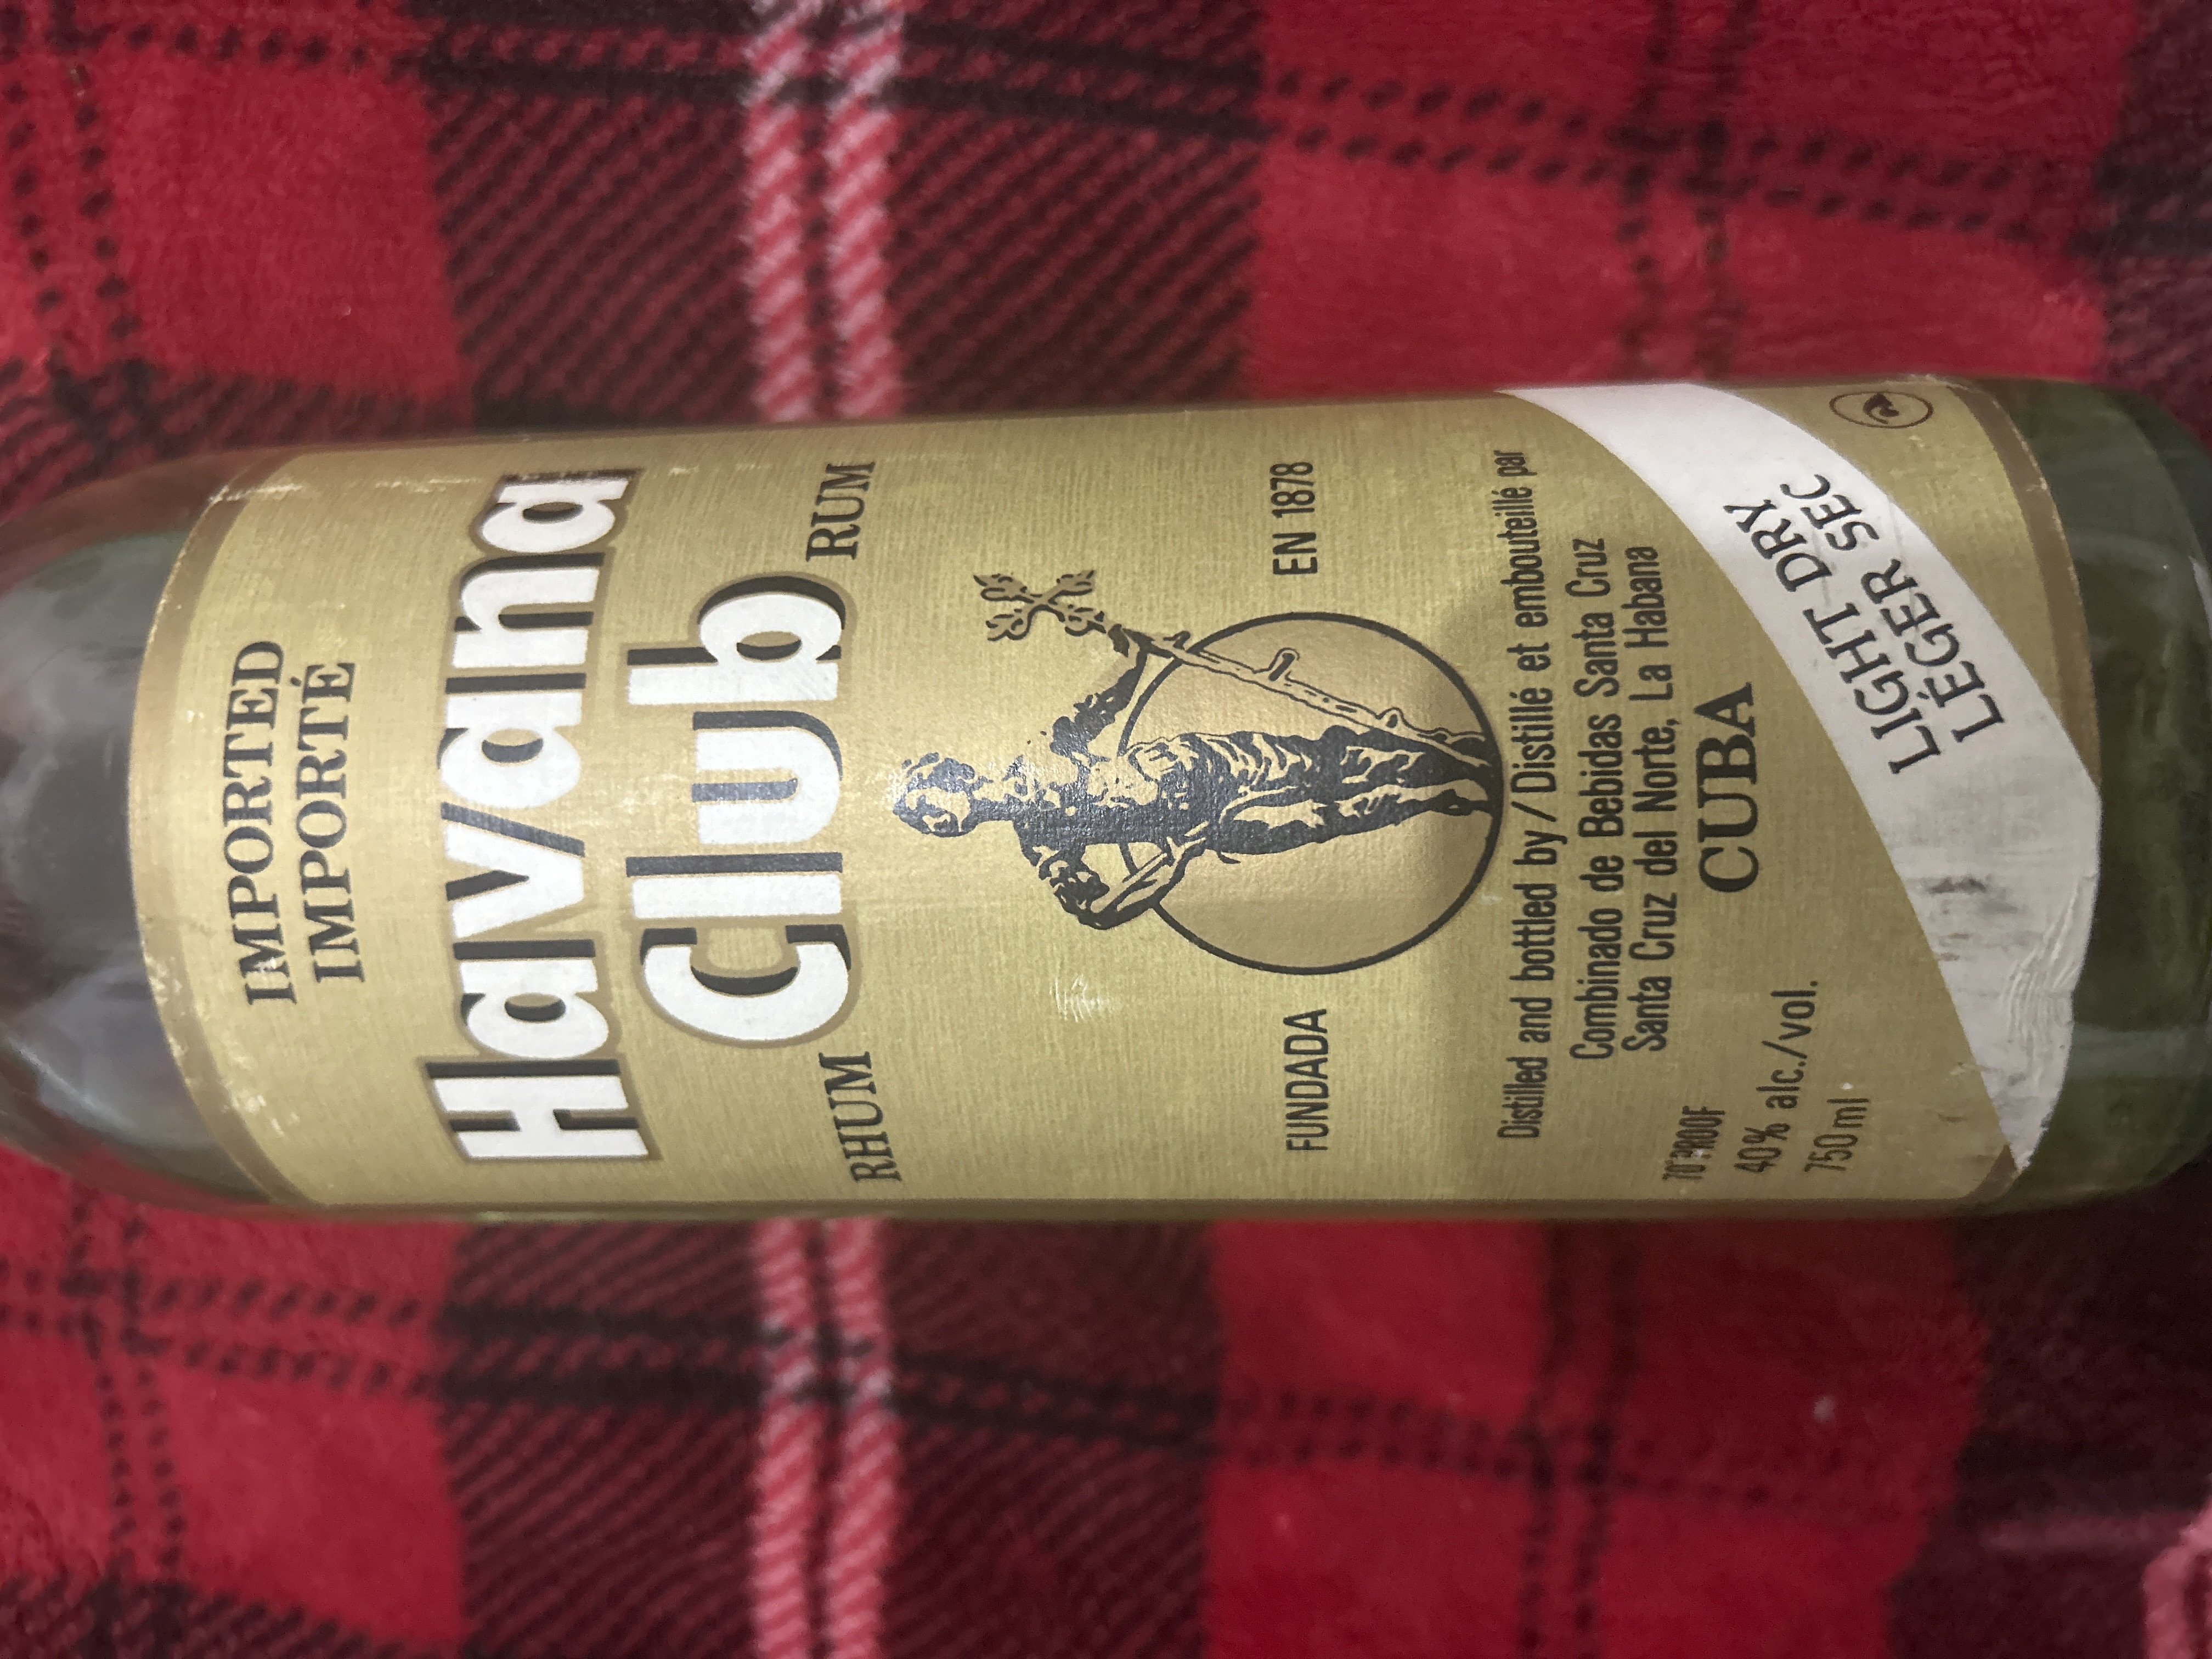 IMPORTED
IMPORTÉ
Havana
Club
RHUM RUM
FUNDADA EN 1878
Distilled and bottled by / Distillé et embouteillé par
Combinado de Bebidas Santa Cruz
Santa Cruz del Norte, La Habana
CUBA
70° PROOF
40% alc./vol.
750 ml
LIGHT DRY
LÉGER SEC